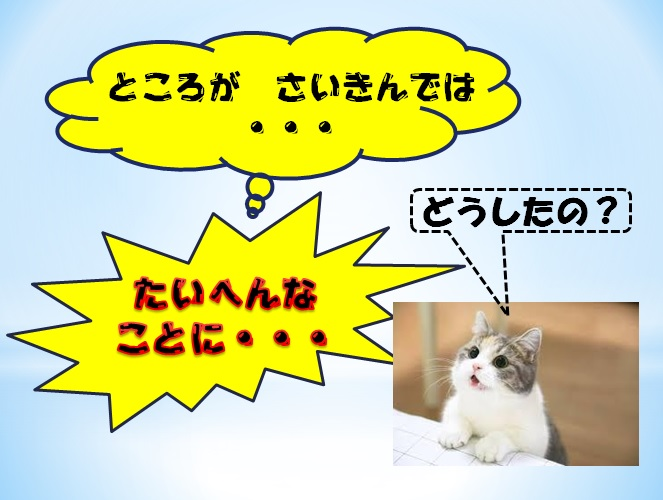 ところが　さいきんでは
・・・
どうしたの？
たいへんな
ことに・・・